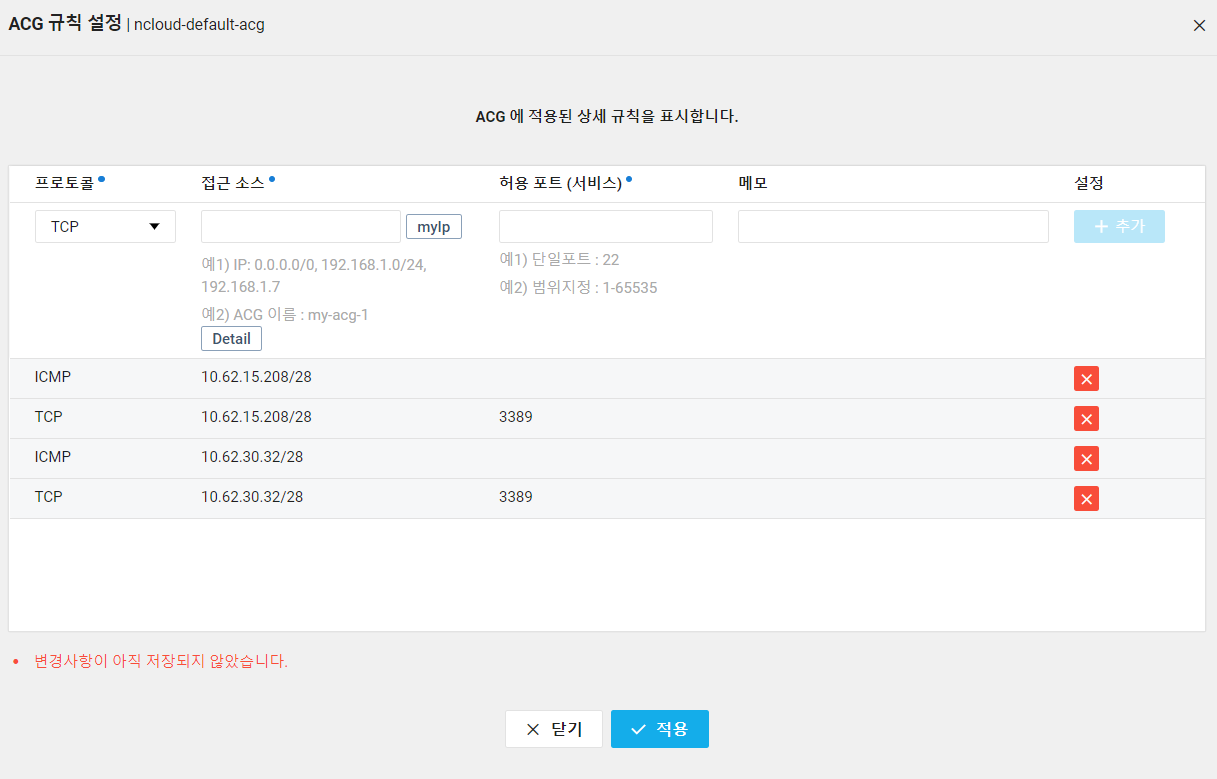 ACG 규칙 설정 | ncloud-default-acg
ACG 에 적용된 상세 규칙을 표시합니다.
프로토콜 접근 소스 허용 포트 (서비스) 메모 설정
TCP myIp + 추가
예1) IP: 0.0.0.0/0, 192.168.1.0/24,
192.168.1.7
예2) ACG 이름 : my-acg-1
Detail
예1) 단일포트 : 22
예2) 범위지정 : 1-65535
ICMP 10.62.15.208/28
TCP 10.62.15.208/28 3389
ICMP 10.62.30.32/28
TCP 10.62.30.32/28 3389
• 변경사항이 아직 저장되지 않았습니다.
닫기 적용